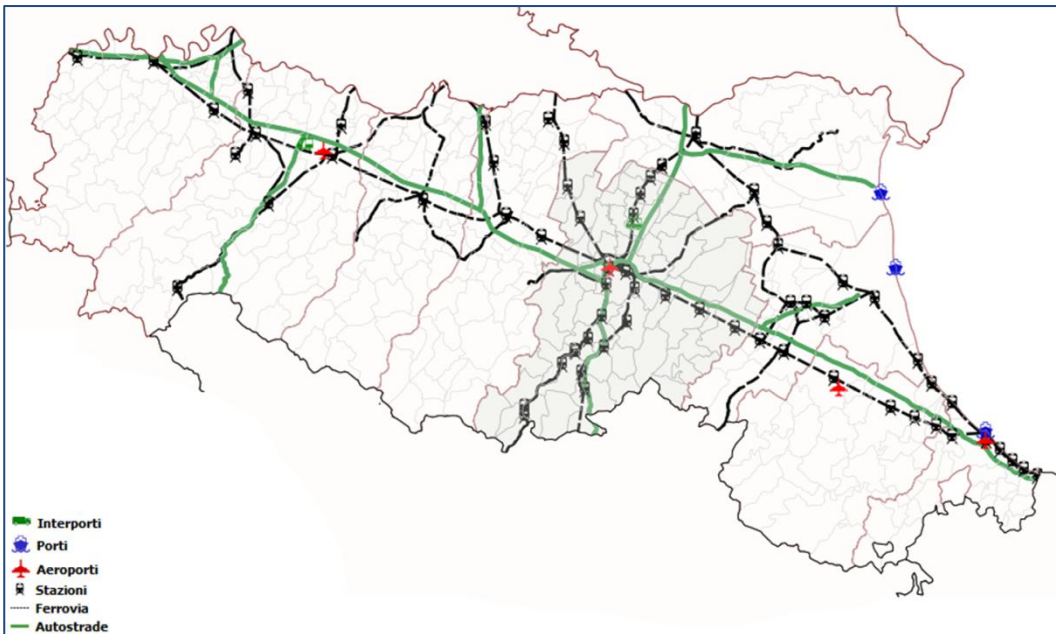 Interporti
Porti
Aeroporti
Stazioni
Ferrovia
Autostrade